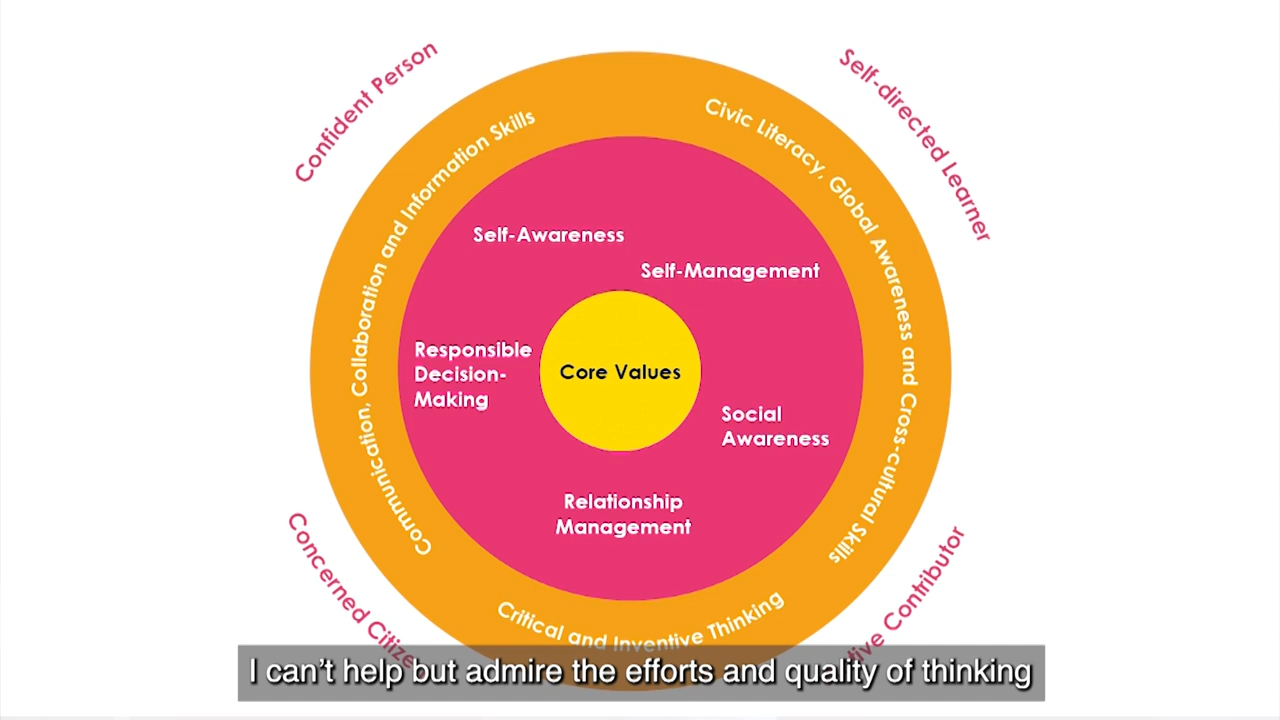 Confident Person
Self-directed Learner
Communication, Collaboration and Information Skills
Civic Literacy, Global Awareness and Cross-cultural Skills
Self-Awareness
Self-Management
Responsible
Decision-
Making
Core Values
Social
Awareness
Relationship
Management
Critical and Inventive Thinking
Concerned
Contributor
I can't help but admire the efforts and quality of thinking